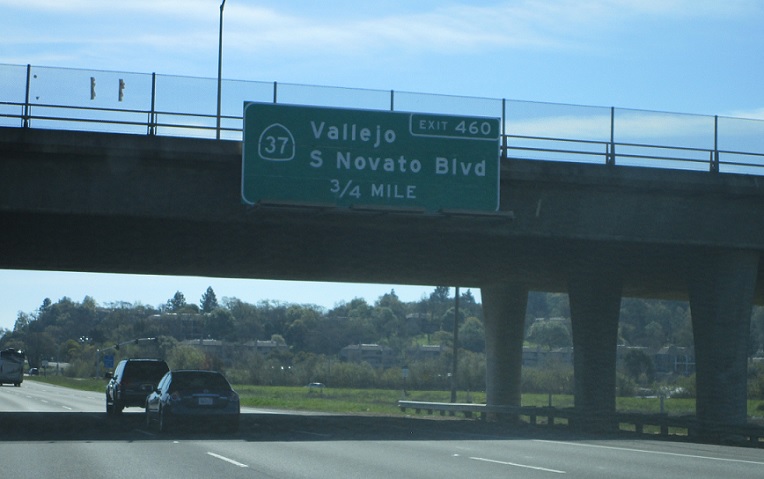 EXIT 460
37
Vallejo
S Novato Blvd
3/4 MILE